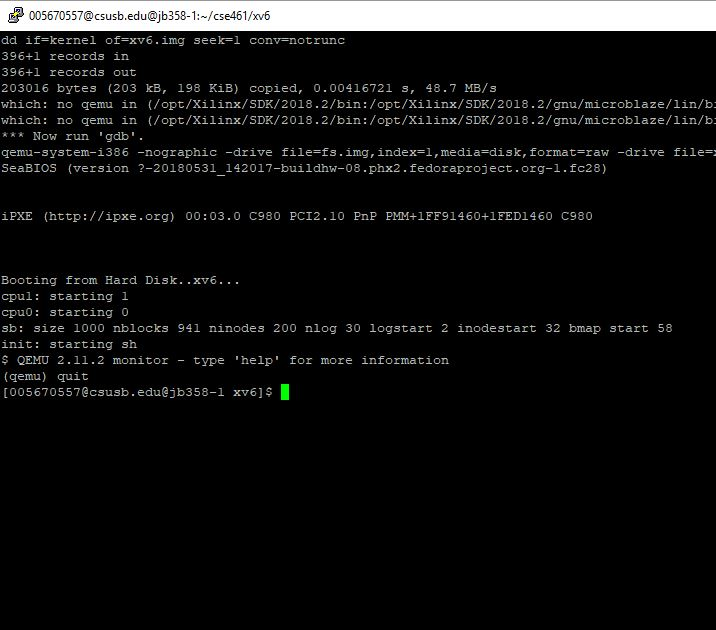 005670557@csusb.edu@jb358-1:~/cse461/xv6
dd if=kernel of=xv6.img seek=1 conv=notrunc
396+1 records in
396+1 records out
203016 bytes (203 kB, 198 KiB) copied, 0.00416721 s, 48.7 MB/s
which: no qemu in (/opt/Xilinx/SDK/2018.2/bin:/opt/Xilinx/SDK/2018.2/gnu/microblaze/lin/bi
which: no qemu in (/opt/Xilinx/SDK/2018.2/bin:/opt/Xilinx/SDK/2018.2/gnu/microblaze/lin/bi
*** Now run 'gdb'.
qemu-system-i386 -nographic -drive file=fs.img,index=1,media=disk,format=raw -drive file=x
SeaBIOS (version ?-20180531_142017-buildhw-08.phx2.fedoraproject.org-1.fc28)
iPXE (http://ipxe.org) 00:03.0 C980 PCI2.10 PnP PMM+1FF91460+1FED1460 C980
Booting from Hard Disk..xv6...
cpu1: starting 1
cpu0: starting 0
sb: size 1000 nblocks 941 ninodes 200 nlog 30 logstart 2 inodestart 32 bmap start 58
init: starting sh
$ QEMU 2.11.2 monitor - type 'help' for more information
(qemu) quit
[005670557@csusb.edu@jb358-1 xv6]$